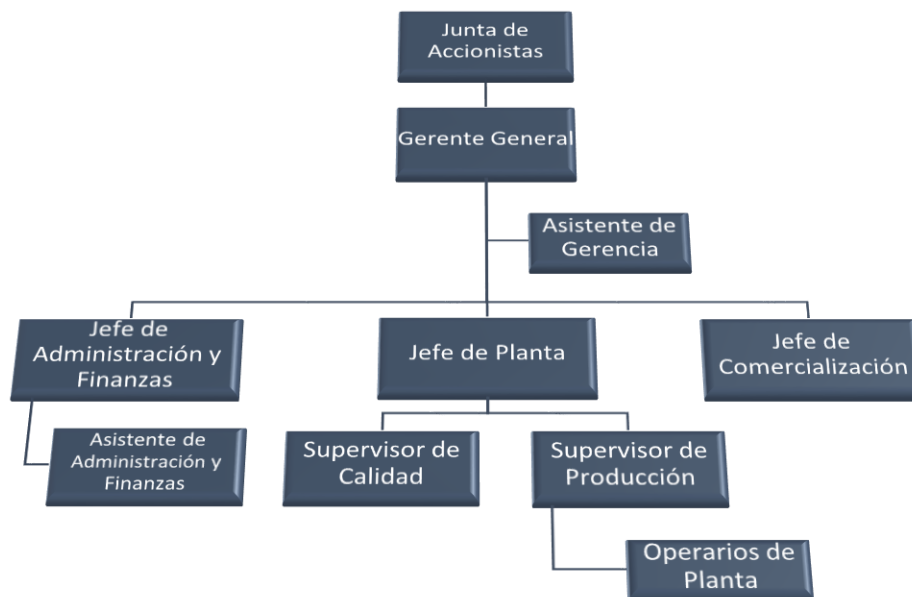 Junta de
Accionistas
Gerente General
Asistente de
Gerencia
Jefe de
Administración y
Finanzas
Jefe de Planta
Jefe de
Comercialización
Asistente de
Administración y
Finanzas
Supervisor de
Calidad
Supervisor de
Producción
Operarios de
Planta